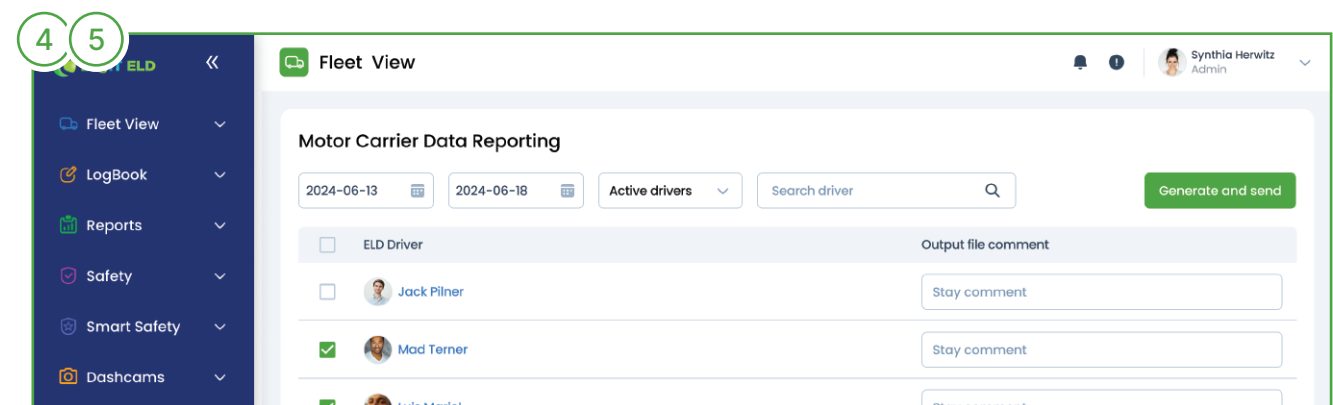 4 5
ELD
Fleet View
Synthia Herwitz
Admin
Fleet View
LogBook
Reports
Safety
Smart Safety
Dashcams
Motor Carrier Data Reporting
2024-06-13
2024-06-18
Active drivers
Search driver
Generate and send
ELD Driver
Output file comment
Jack Pilner
Stay comment
Mad Terner
Stay comment